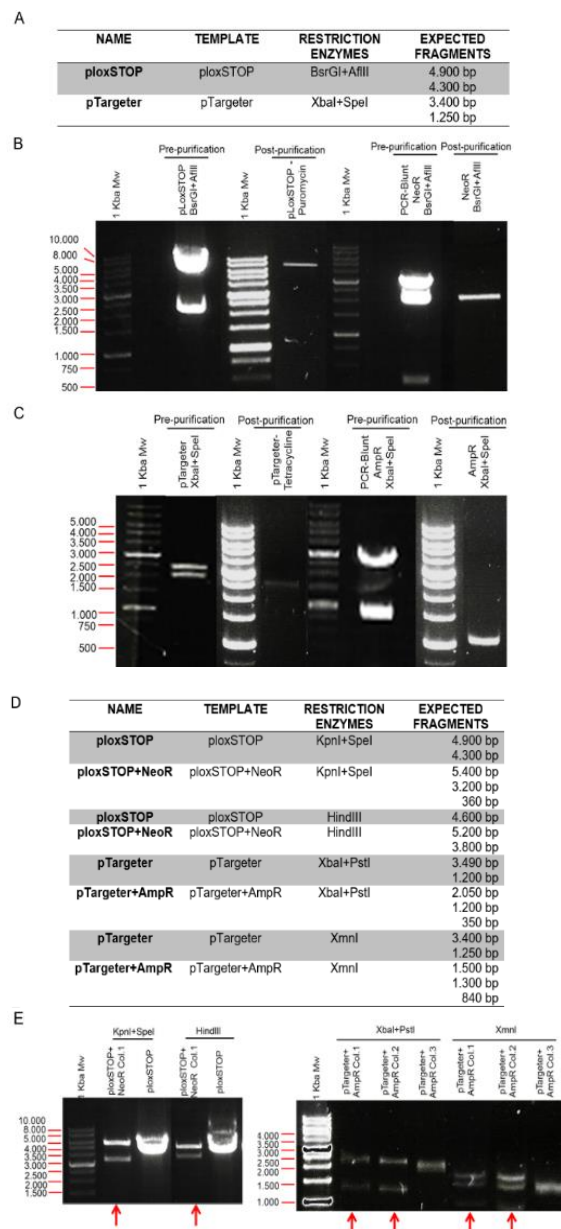 A
NAME TEMPLATE RESTRICTION ENZYMES EXPECTED FRAGMENTS
ploxSTOP ploxSTOP BsrGI+AflII 4.900 bp
4.300 bp
pTargeter pTargeter XbaI+SpeI 3.400 bp
1.250 bp
B
Pre-purification Post-purification Pre-purification Post-purification
1 Kba Mw
pLoxSTOP BsrGI+AflII
1 Kba Mw
pLoxSTOP - Puromycin
1 Kba Mw
PCR-Blunt NeoR BsrGI+AflII
NeoR BsrGI+AflII
10.000
8.000
5.000
4.000
3.500
3.000
2.500
2.000
1.500
1.000
750
500
C
Pre-purification Post-purification Pre-purification Post-purification
1 Kba Mw
pTargeter XbaI+SpeI
1 Kba Mw
pTargeter- Tetracycline
1 Kba Mw
PCR-Blunt AmpR XbaI+SpeI
1 Kba Mw
AmpR XbaI+SpeI
5.000
4.000
3.500
3.000
2.500
2.000
1.500
1.000
750
500
D
NAME TEMPLATE RESTRICTION ENZYMES EXPECTED FRAGMENTS
ploxSTOP ploxSTOP KpnI+SpeI 4.900 bp
4.300 bp
ploxSTOP+NeoR ploxSTOP+NeoR KpnI+SpeI 5.400 bp
3.200 bp
360 bp
ploxSTOP ploxSTOP HindIII 4.600 bp
ploxSTOP+NeoR ploxSTOP+NeoR HindIII 5.200 bp
3.800 bp
pTargeter pTargeter XbaI+PstI 3.490 bp
1.200 bp
pTargeter+AmpR pTargeter+AmpR XbaI+PstI 2.050 bp
1.200 bp
350 bp
pTargeter pTargeter XmnI 3.400 bp
1.250 bp
pTargeter+AmpR pTargeter+AmpR XmnI 1.500 bp
1.300 bp
840 bp
E
KpnI+SpeI HindIII
1 Kba Mw
ploxSTOP+ NeoR Col.1
ploxSTOP
ploxSTOP+ NeoR Col.1
ploxSTOP
10.000
8.000
5.000
4.000
3.500
3.000
2.500
2.000
1.500
XbaI+PstI XmnI
1 Kba Mw
pTargeter+ AmpR Col.1
pTargeter+ AmpR Col.2
pTargeter+ AmpR Col.3
pTargeter+ AmpR Col.1
pTargeter+ AmpR Col.2
pTargeter+ AmpR Col.3
4.000
3.500
3.000
2.500
2.000
1.500
1.000